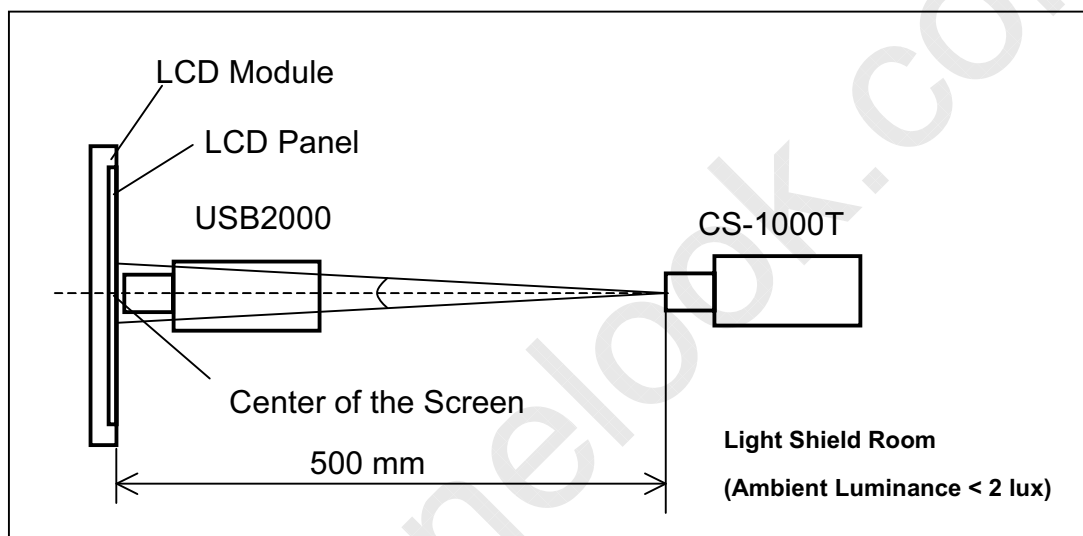 LCD Module
LCD Panel
USB2000
CS-1000T
Center of the Screen
500 mm
Light Shield Room
(Ambient Luminance < 2 lux)